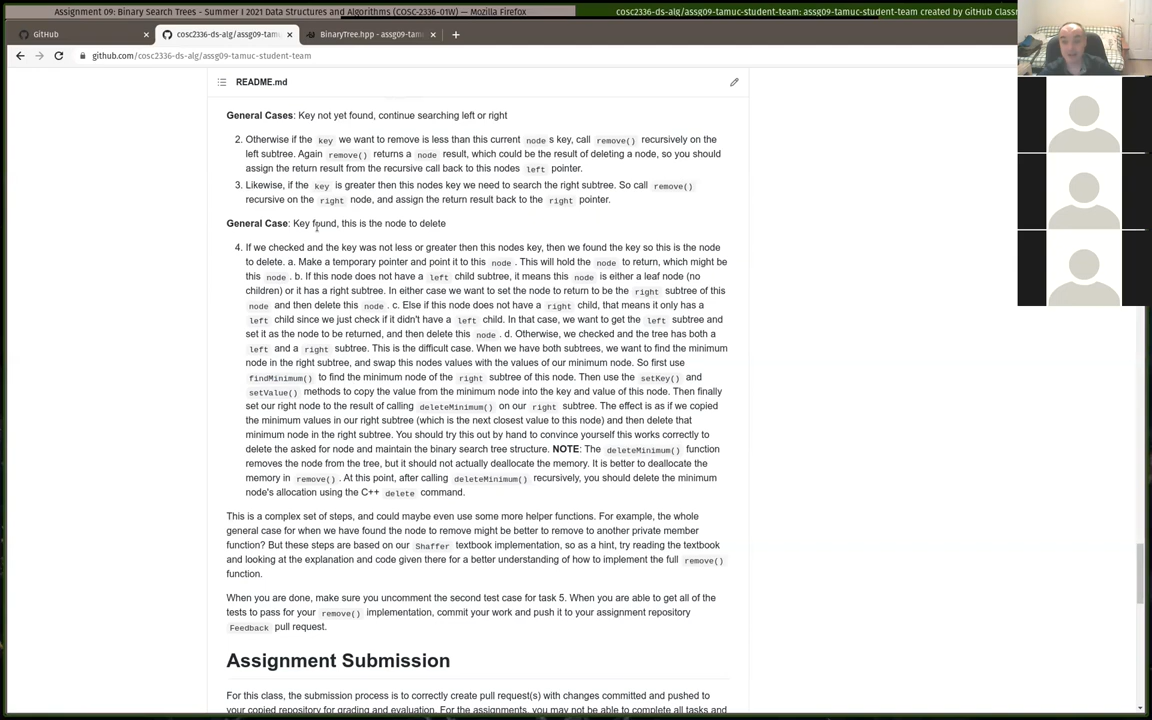 Assignment 09: Binary Search Trees - Summer I 2021 Data Structures and Algorithms (COSC-2336-01W) — Mozilla Firefox
cosc2336-ds-alg/assg09-tamuc-student-team: assg09-tamuc-student-team created by GitHub Classr
GitHub ×
cosc2336-ds-alg/assg09-tam ×
BinaryTree.hpp - assg09-tam ×
github.com/cosc2336-ds-alg/assg09-tamuc-student-team
README.md
General Cases: Key not yet found, continue searching left or right
2. Otherwise if the key we want to remove is less than this current node s key, call remove() recursively on the
left subtree. Again remove() returns a node result, which could be the result of deleting a node, so you should
assign the return result from the recursive call back to this nodes left pointer.
3. Likewise, if the key is greater then this nodes key we need to search the right subtree. So call remove()
recursive on the right node, and assign the return result back to the right pointer.
General Case: Key found, this is the node to delete
4. If we checked and the key was not less or greater then this nodes key, then we found the key so this is the node
to delete. a. Make a temporary pointer and point it to this node . This will hold the node to return, which might be
this node . b. If this node does not have a left child subtree, it means this node is either a leaf node (no
children) or it has a right subtree. In either case we want to set the node to return to be the right subtree of this
node and then delete this node . c. Else if this node does not have a right child, that means it only has a
left child since we just check if it didn't have a left child. In that case, we want to get the left subtree and
set it as the node to be returned, and then delete this node . d. Otherwise, we checked and the tree has both a
left and a right subtree. This is the difficult case. When we have both subtrees, we want to find the minimum
node in the right subtree, and swap this nodes values with the values of our minimum node. So first use
findMinimum() to find the minimum node of the right subtree of this node. Then use the setKey() and
setValue() methods to copy the value from the minimum node into the key and value of this node. Then finally
set our right node to the result of calling deleteMinimum() on our right subtree. The effect is as if we copied
the minimum values in our right subtree (which is the next closest value to this node) and then delete that
minimum node in the right subtree. You should try this out by hand to convince yourself this works correctly to
delete the asked for node and maintain the binary search tree structure. NOTE: The deleteMinimum() function
removes the node from the tree, but it should not actually deallocate the memory. It is better to deallocate the
memory in remove() . At this point, after calling deleteMinimum() recursively, you should delete the minimum
node's allocation using the C++ delete command.
This is a complex set of steps, and could maybe even use some more helper functions. For example, the whole
general case for when we have found the node to remove might be better to remove to another private member
function? But these steps are based on our Shaffer textbook implementation, so as a hint, try reading the textbook
and looking at the explanation and code given there for a better understanding of how to implement the full remove()
function.
When you are done, make sure you uncomment the second test case for task 5. When you are able to get all of the
tests to pass for your remove() implementation, commit your work and push it to your assignment repository
Feedback pull request.
Assignment Submission
For this class, the submission process is to correctly create pull request(s) with changes committed and pushed to
your copied repository for grading and evaluation. For the assignments, you may not be able to complete all tasks and